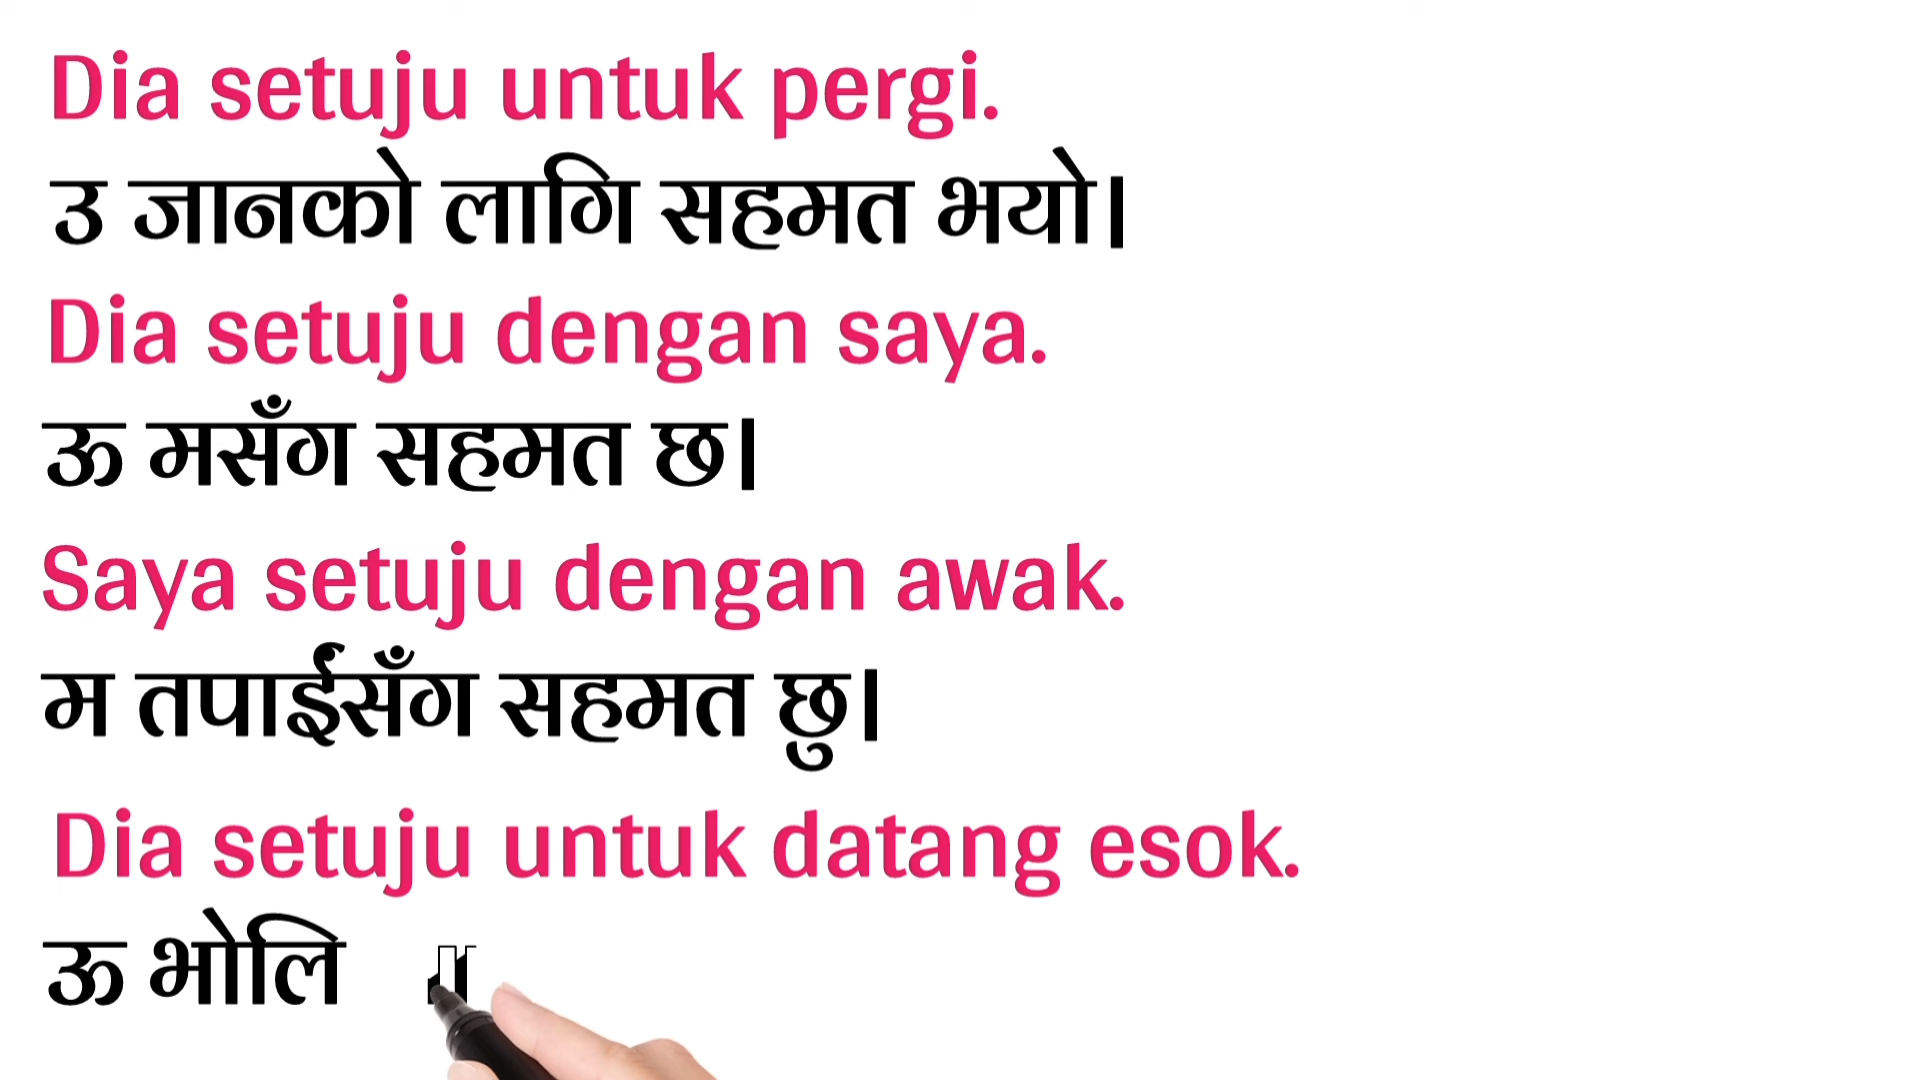 Dia setuju untuk pergi.
उ जानको लागि सहमत भयो।
Dia setuju dengan saya.
ऊ मसँग सहमत छ।
Saya setuju dengan awak.
म तपाईंसँग सहमत छु।
Dia setuju untuk datang esok.
ऊ भोलि